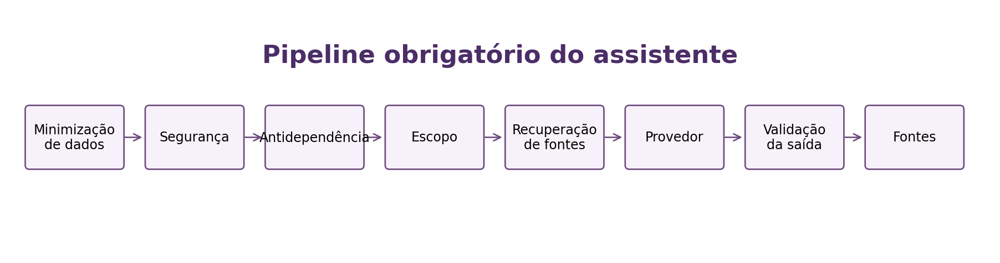 Pipeline obrigatório do assistente
Minimização
de dados
Segurança
Antidependência
Escopo
Recuperação
de fontes
Provedor
Validação
da saída
Fontes